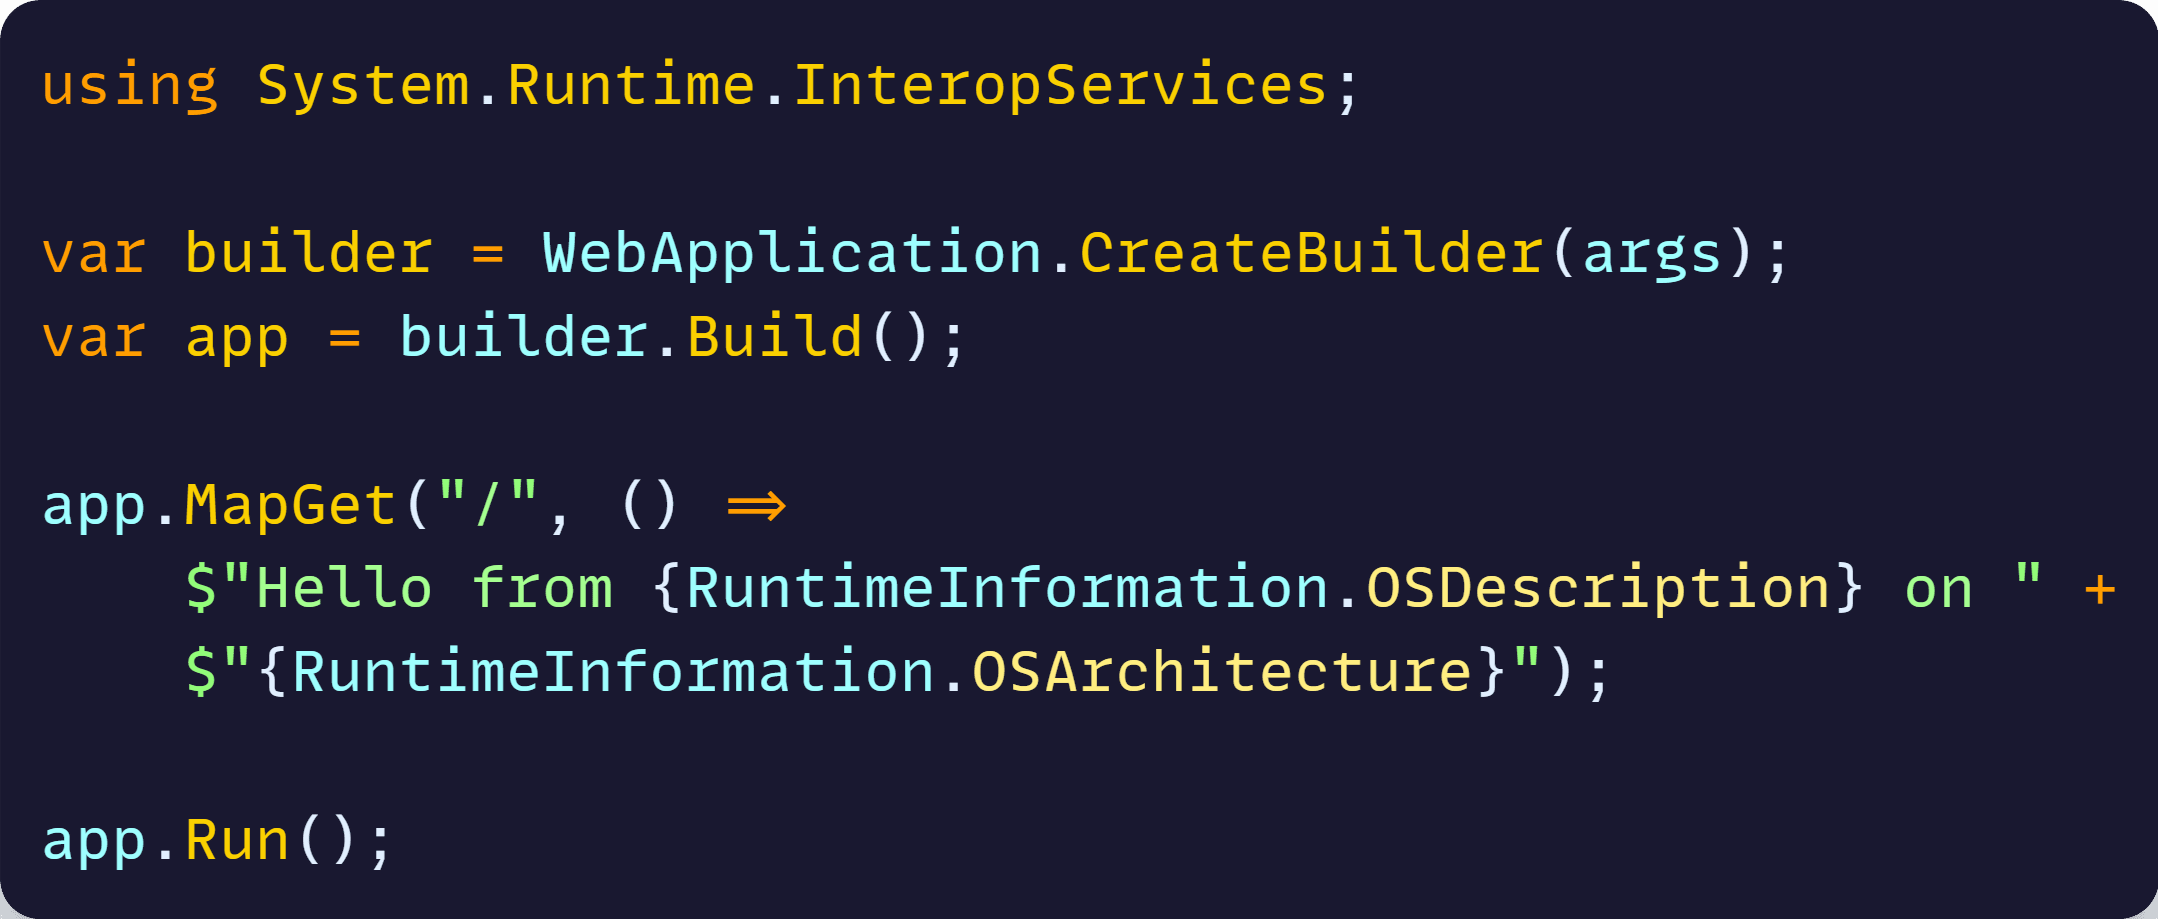 using System.Runtime.InteropServices;
var builder = WebApplication.CreateBuilder(args);
var app = builder.Build();
app.MapGet("/", () =>
    $"Hello from {RuntimeInformation.OSDescription} on " +
    $"{RuntimeInformation.OSArchitecture}");
app.Run();